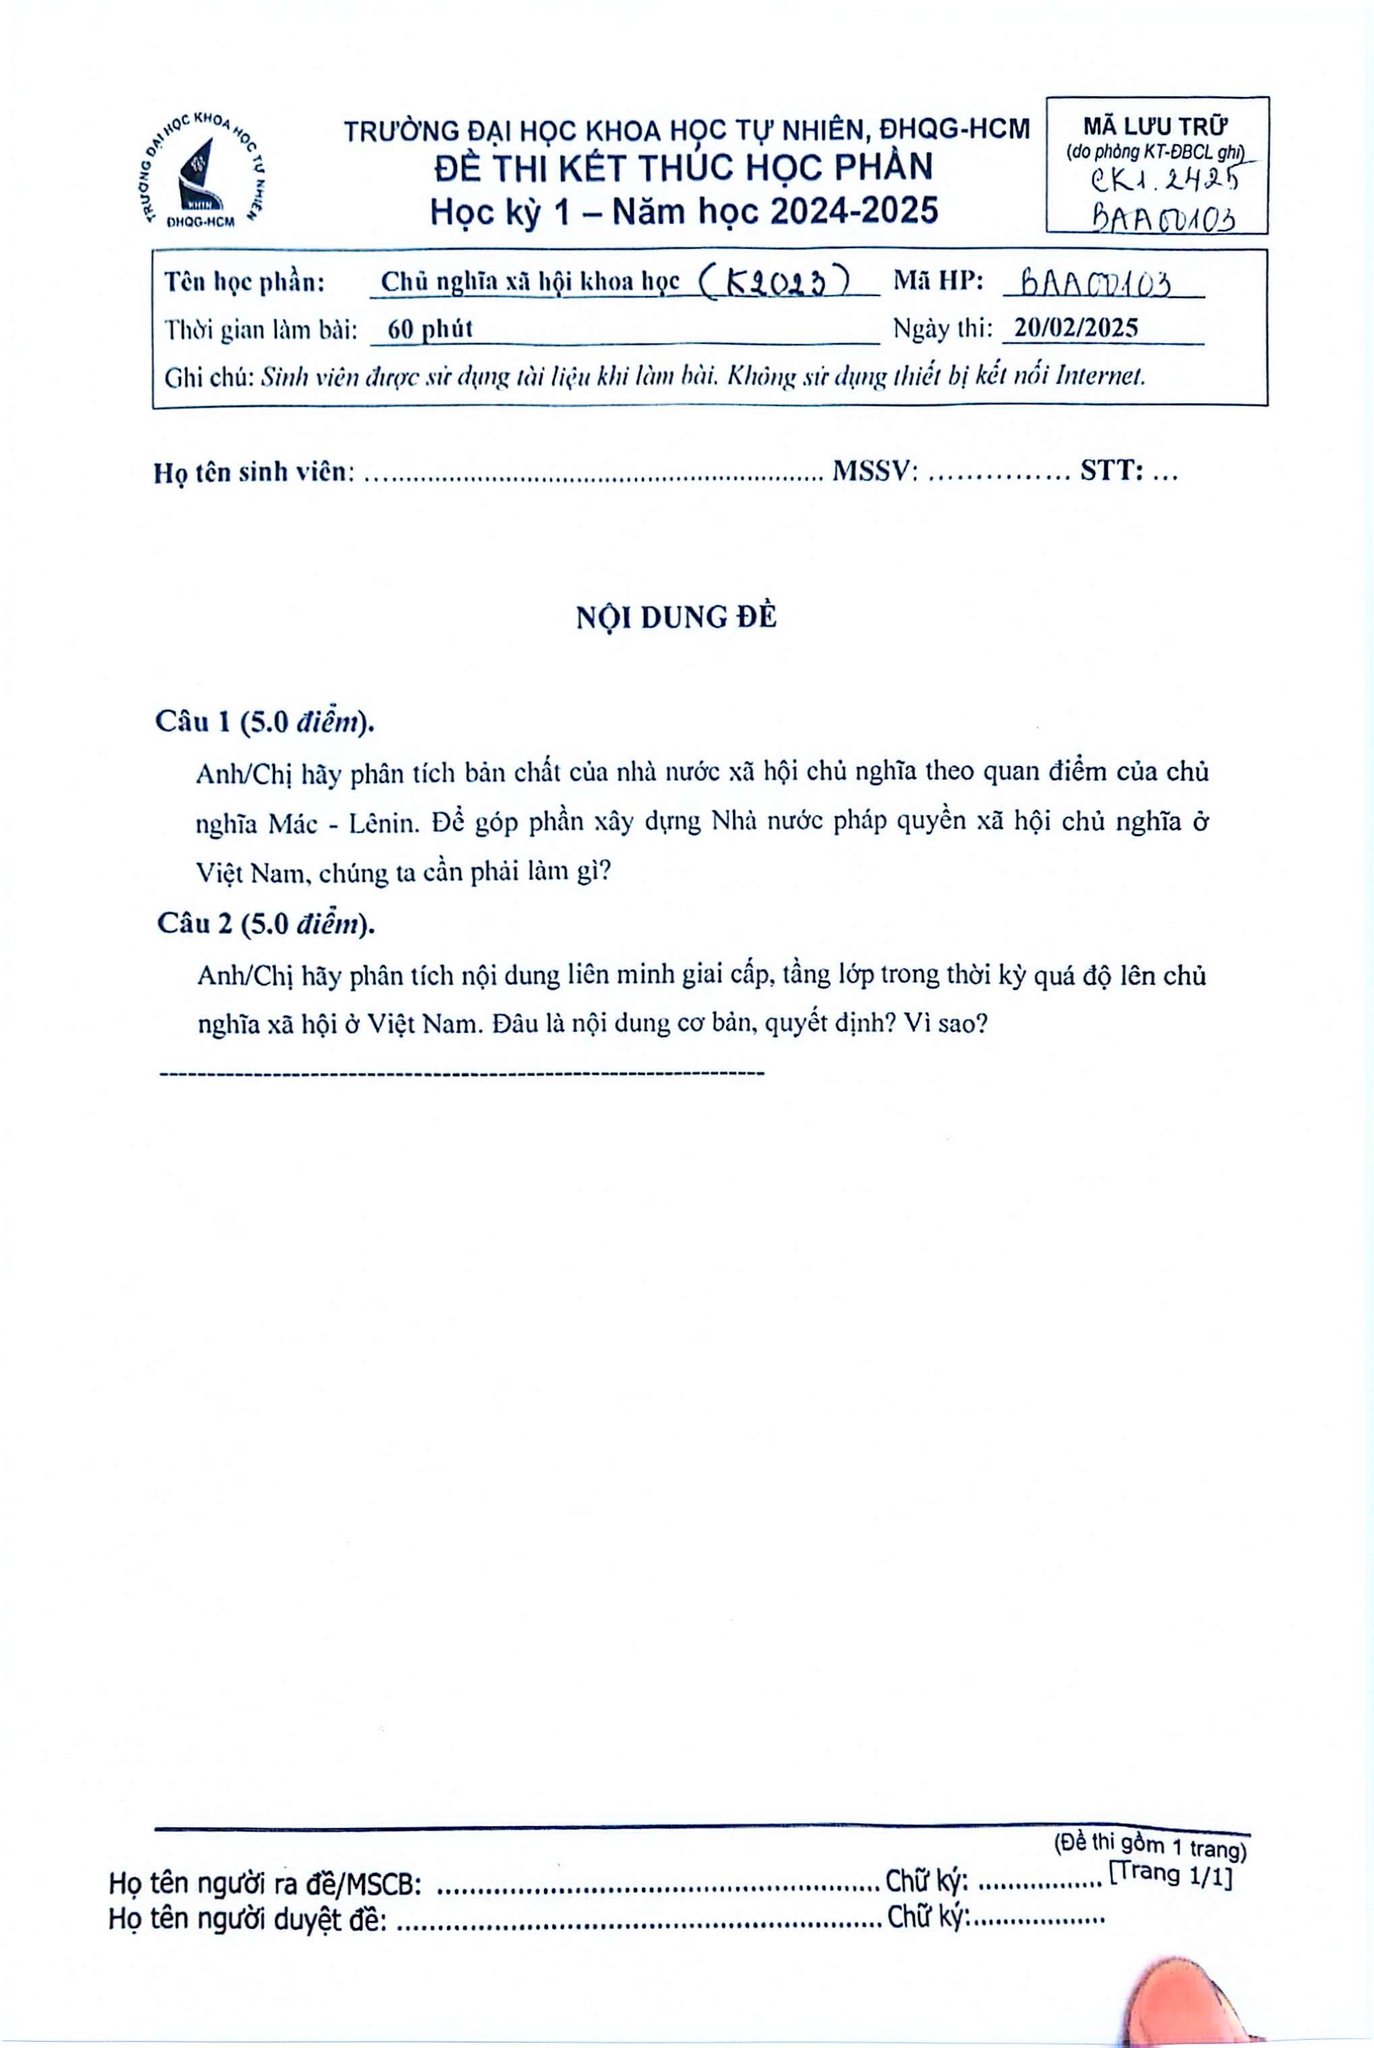 TRƯỜNG ĐẠI HỌC KHOA HỌC TỰ NHIÊN
KHTN
ĐHQG-HCM
TRƯỜNG ĐẠI HỌC KHOA HỌC TỰ NHIÊN, ĐHQG-HCM
ĐỀ THI KẾT THÚC HỌC PHẦN
Học kỳ 1 – Năm học 2024-2025
MÃ LƯU TRỮ
(do phòng KT-ĐBCL ghi)
CK1.2425
BAA00103
Tên học phần: Chủ nghĩa xã hội khoa học (K2023) Mã HP: BAA00103
Thời gian làm bài: 60 phút Ngày thi: 20/02/2025
Ghi chú: Sinh viên được sử dụng tài liệu khi làm bài. Không sử dụng thiết bị kết nối Internet.
Họ tên sinh viên: ........................................................................ MSSV: ............... STT: ...
NỘI DUNG ĐỀ
Câu 1 (5.0 điểm).
Anh/Chị hãy phân tích bản chất của nhà nước xã hội chủ nghĩa theo quan điểm của chủ
nghĩa Mác - Lênin. Để góp phần xây dựng Nhà nước pháp quyền xã hội chủ nghĩa ở
Việt Nam, chúng ta cần phải làm gì?
Câu 2 (5.0 điểm).
Anh/Chị hãy phân tích nội dung liên minh giai cấp, tầng lớp trong thời kỳ quá độ lên chủ
nghĩa xã hội ở Việt Nam. Đâu là nội dung cơ bản, quyết định? Vì sao?
(Đề thi gồm 1 trang)
Họ tên người ra đề/MSCB: .................................................................. Chữ ký: .................. [Trang 1/1]
Họ tên người duyệt đề: ........................................................................ Chữ ký:...................